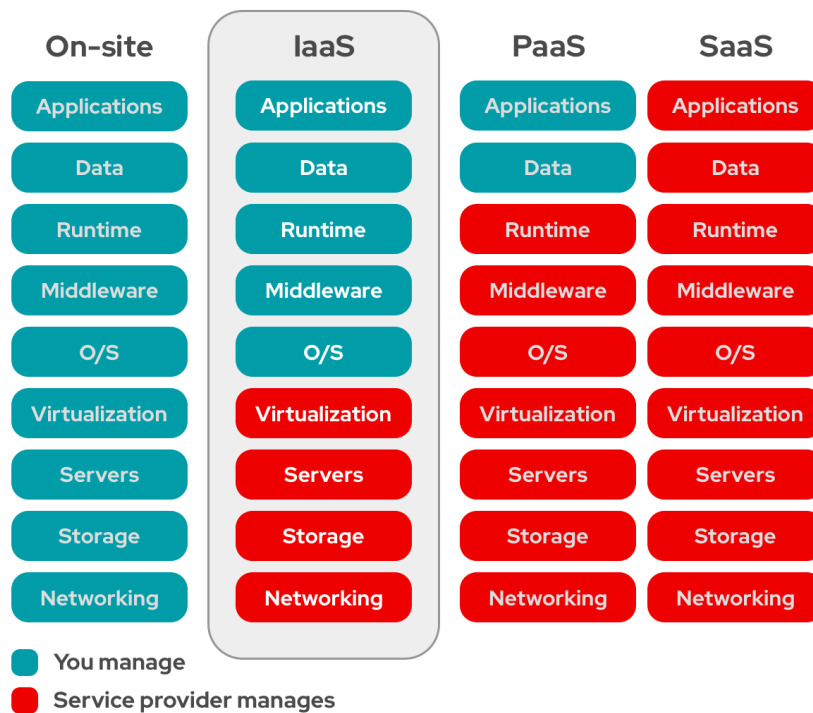 On-site IaaS PaaS SaaS
Applications Applications Applications Applications
Data Data Data Data
Runtime Runtime Runtime Runtime
Middleware Middleware Middleware Middleware
O/S O/S O/S O/S
Virtualization Virtualization Virtualization Virtualization
Servers Servers Servers Servers
Storage Storage Storage Storage
Networking Networking Networking Networking
You manage
Service provider manages